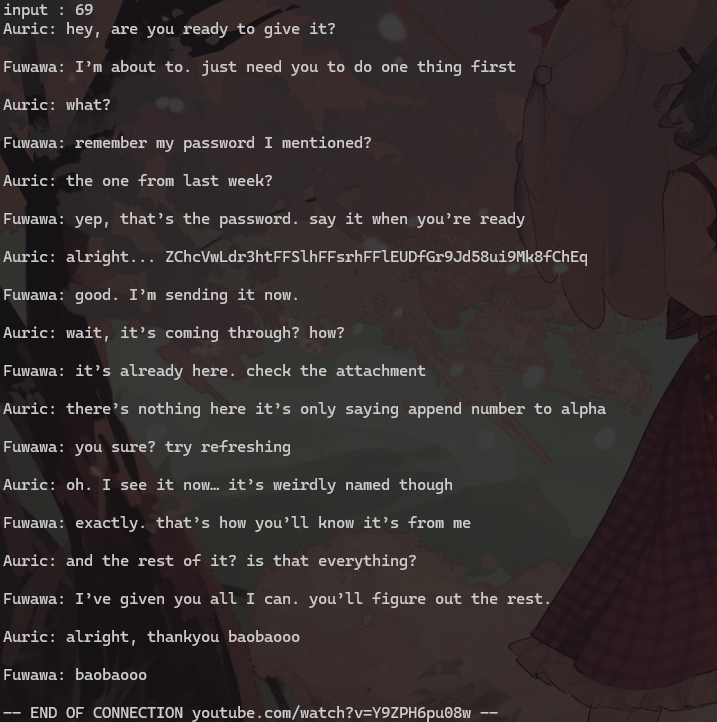 input : 69
Auric: hey, are you ready to give it?
Fuwawa: I’m about to. just need you to do one thing first
Auric: what?
Fuwawa: remember my password I mentioned?
Auric: the one from last week?
Fuwawa: yep, that’s the password. say it when you’re ready
Auric: alright... ZChcVwLdr3htFFSlhFFsrhFFlEUDfGr9Jd58ui9Mk8fChEq
Fuwawa: good. I’m sending it now.
Auric: wait, it’s coming through? how?
Fuwawa: it’s already here. check the attachment
Auric: there’s nothing here it’s only saying append number to alpha
Fuwawa: you sure? try refreshing
Auric: oh. I see it now… it’s weirdly named though
Fuwawa: exactly. that’s how you’ll know it’s from me
Auric: and the rest of it? is that everything?
Fuwawa: I’ve given you all I can. you’ll figure out the rest.
Auric: alright, thankyou baobaooo
Fuwawa: baobaooo
-- END OF CONNECTION youtube.com/watch?v=Y9ZPH6pu08w --